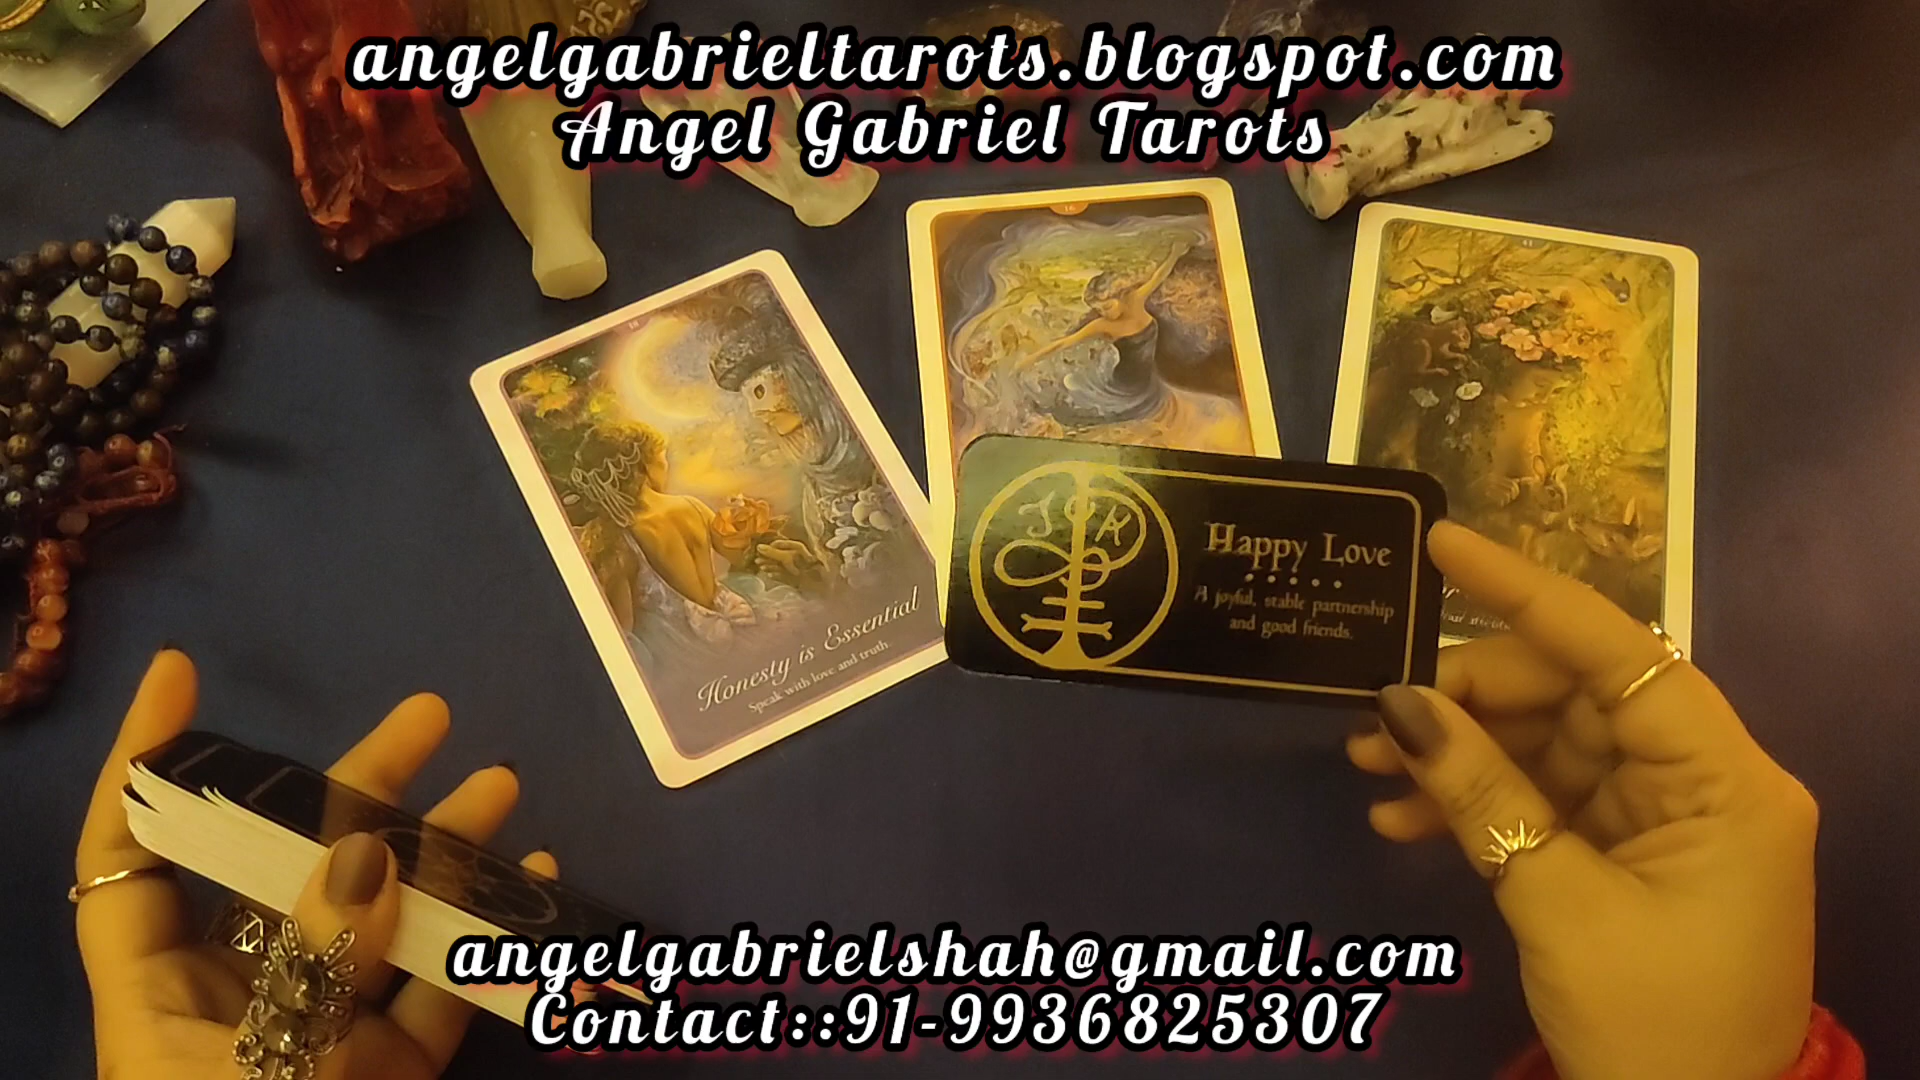 angelgabrieltarots.blogspot.com
Angel Gabriel Tarots
16
Honesty is Essential
Speak with love and truth.
J & K
Happy Love
A joyful, stable partnership
and good friends.
angelgabrielshah@gmail.com
Contact::91-9936825307